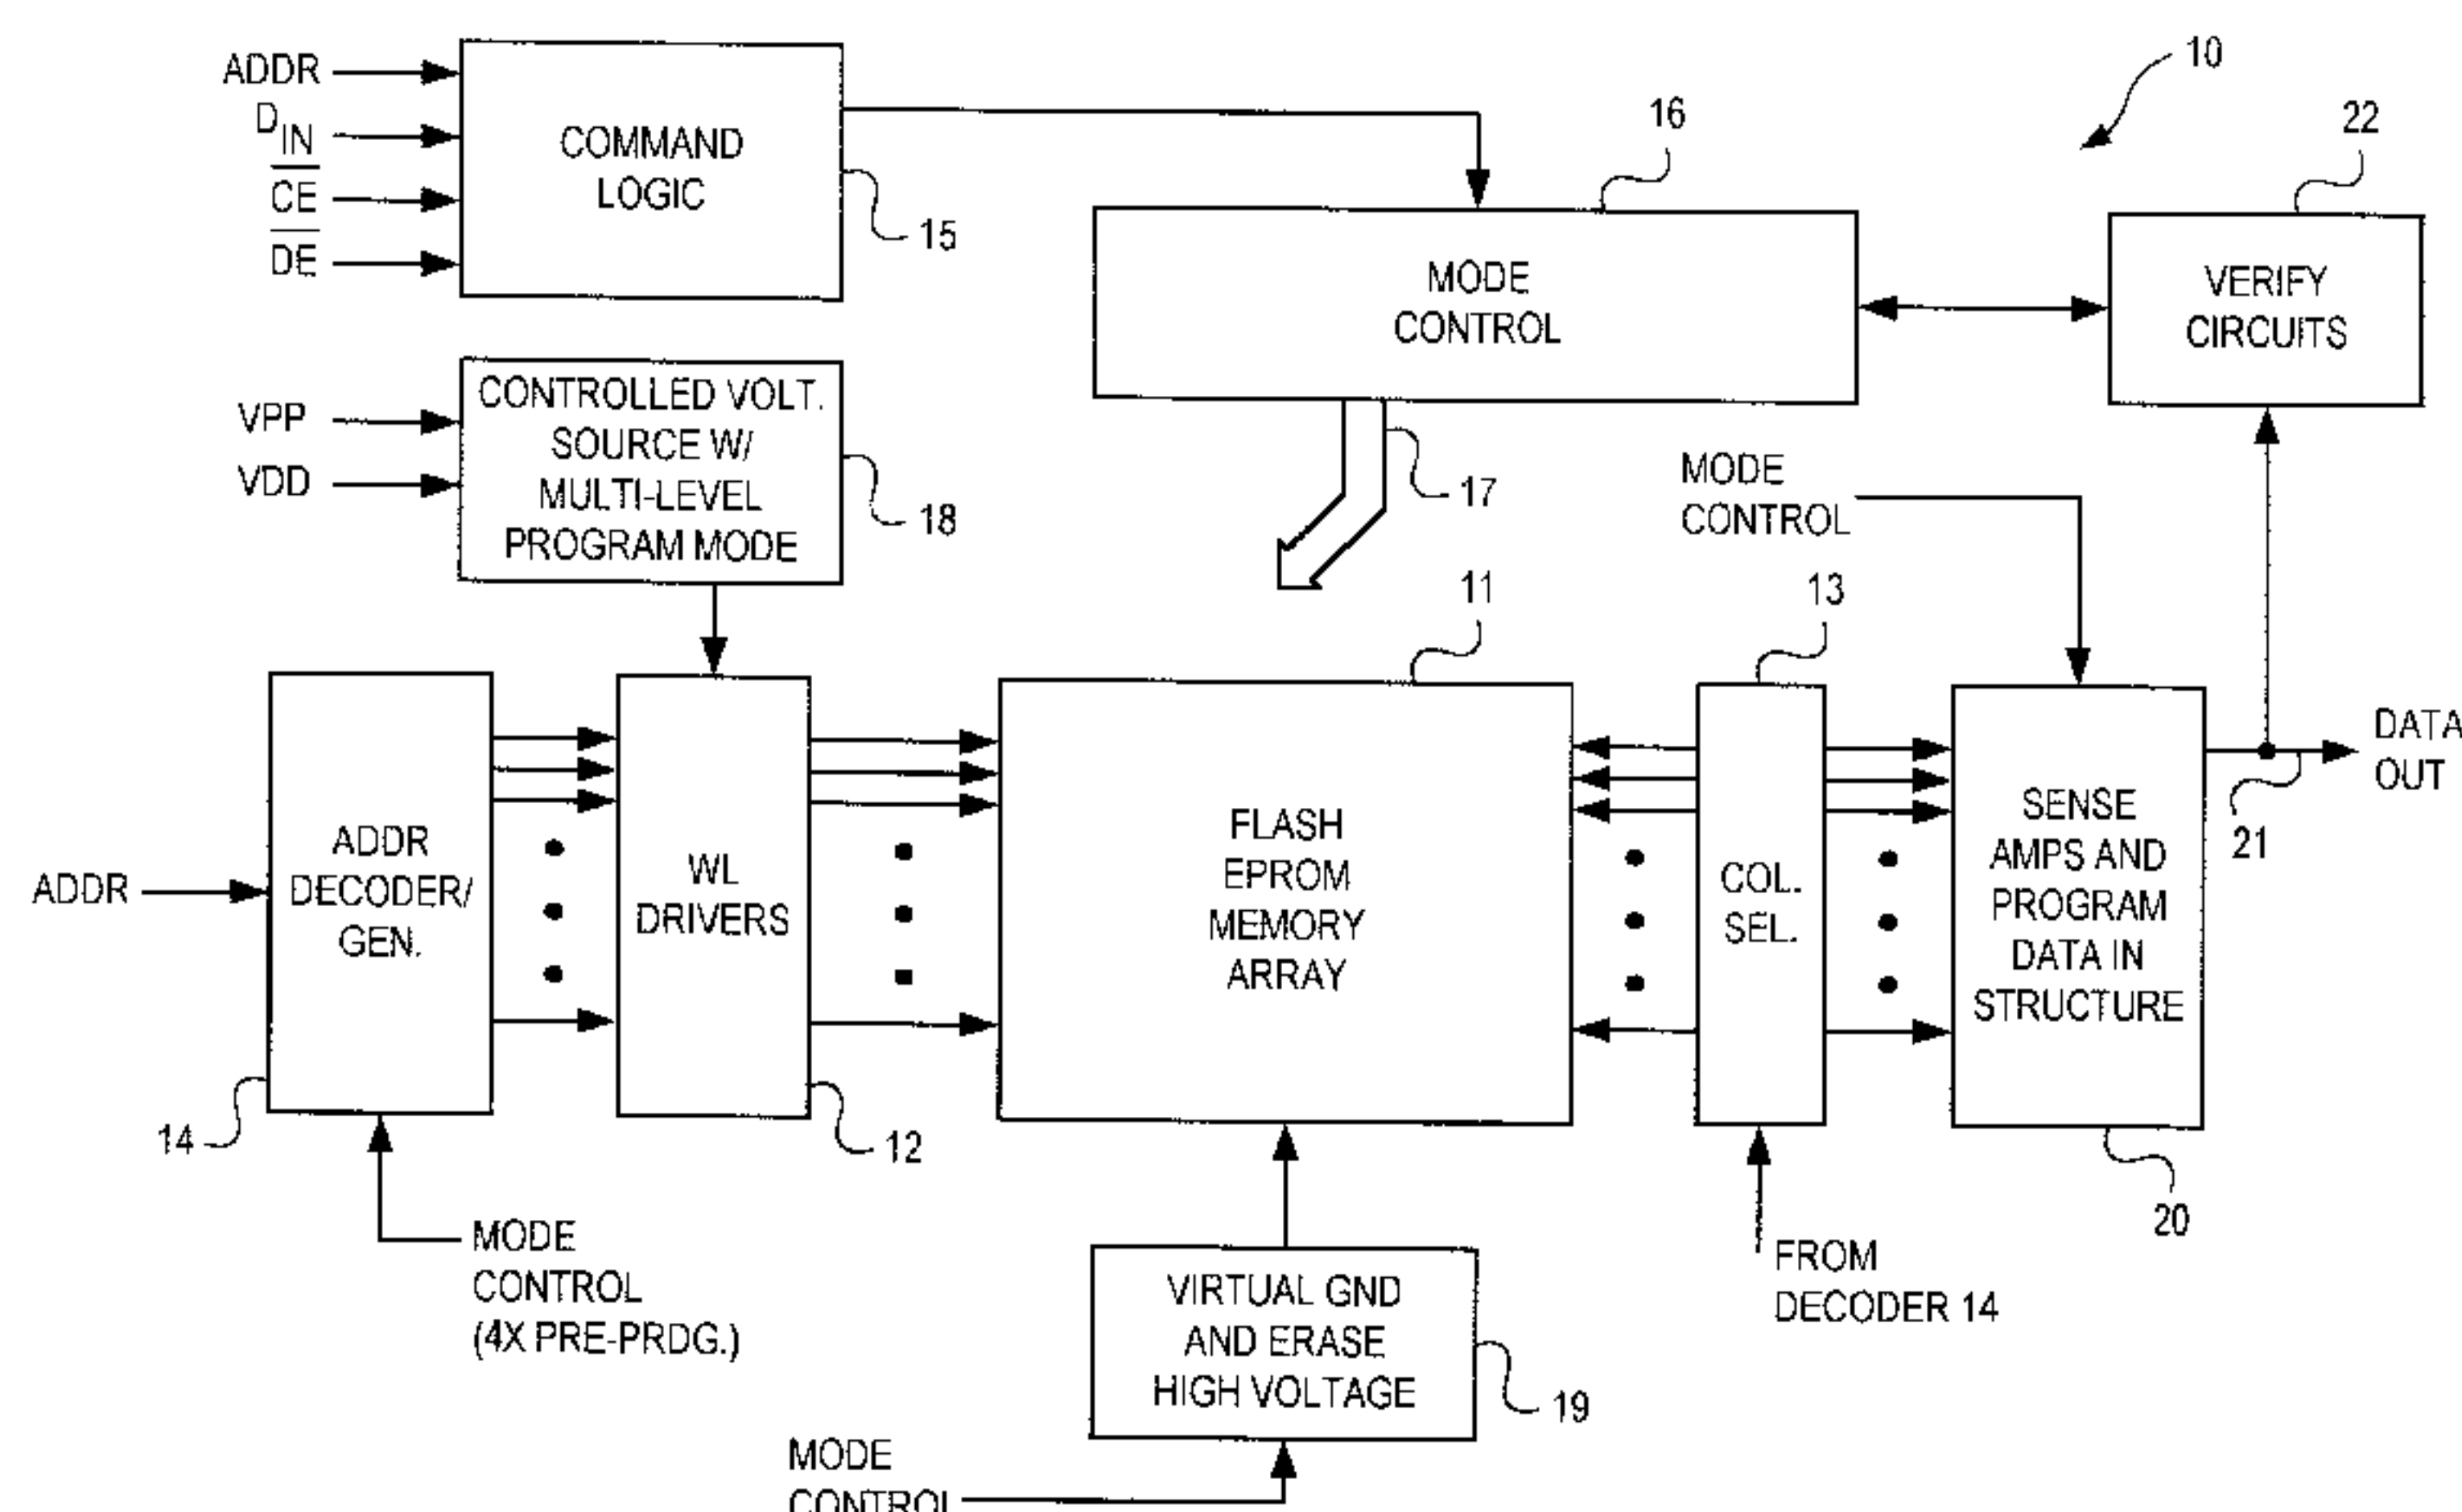 ADDR
D_IN
CE
DE
COMMAND
LOGIC
15
10
16
22
MODE
CONTROL
VERIFY
CIRCUITS
VPP
VDD
CONTROLLED VOLT.
SOURCE W/
MULTI-LEVEL
PROGRAM MODE
18
17
MODE
CONTROL
11
13
ADDR
ADDR
DECODER/
GEN.
14
WL
DRIVERS
12
FLASH
EPROM
MEMORY
ARRAY
COL.
SEL.
SENSE
AMPS AND
PROGRAM
DATA IN
STRUCTURE
20
DATA
OUT
21
MODE
CONTROL
(4X PRE-PRDG.)
VIRTUAL GND
AND ERASE
HIGH VOLTAGE
19
FROM
DECODER 14
MODE
CONTROL